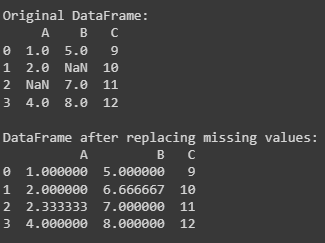 Original DataFrame:
     A    B   C
0  1.0  5.0   9
1  2.0  NaN  10
2  NaN  7.0  11
3  4.0  8.0  12

DataFrame after replacing missing values:
          A         B   C
0  1.000000  5.000000   9
1  2.000000  6.666667  10
2  2.333333  7.000000  11
3  4.000000  8.000000  12